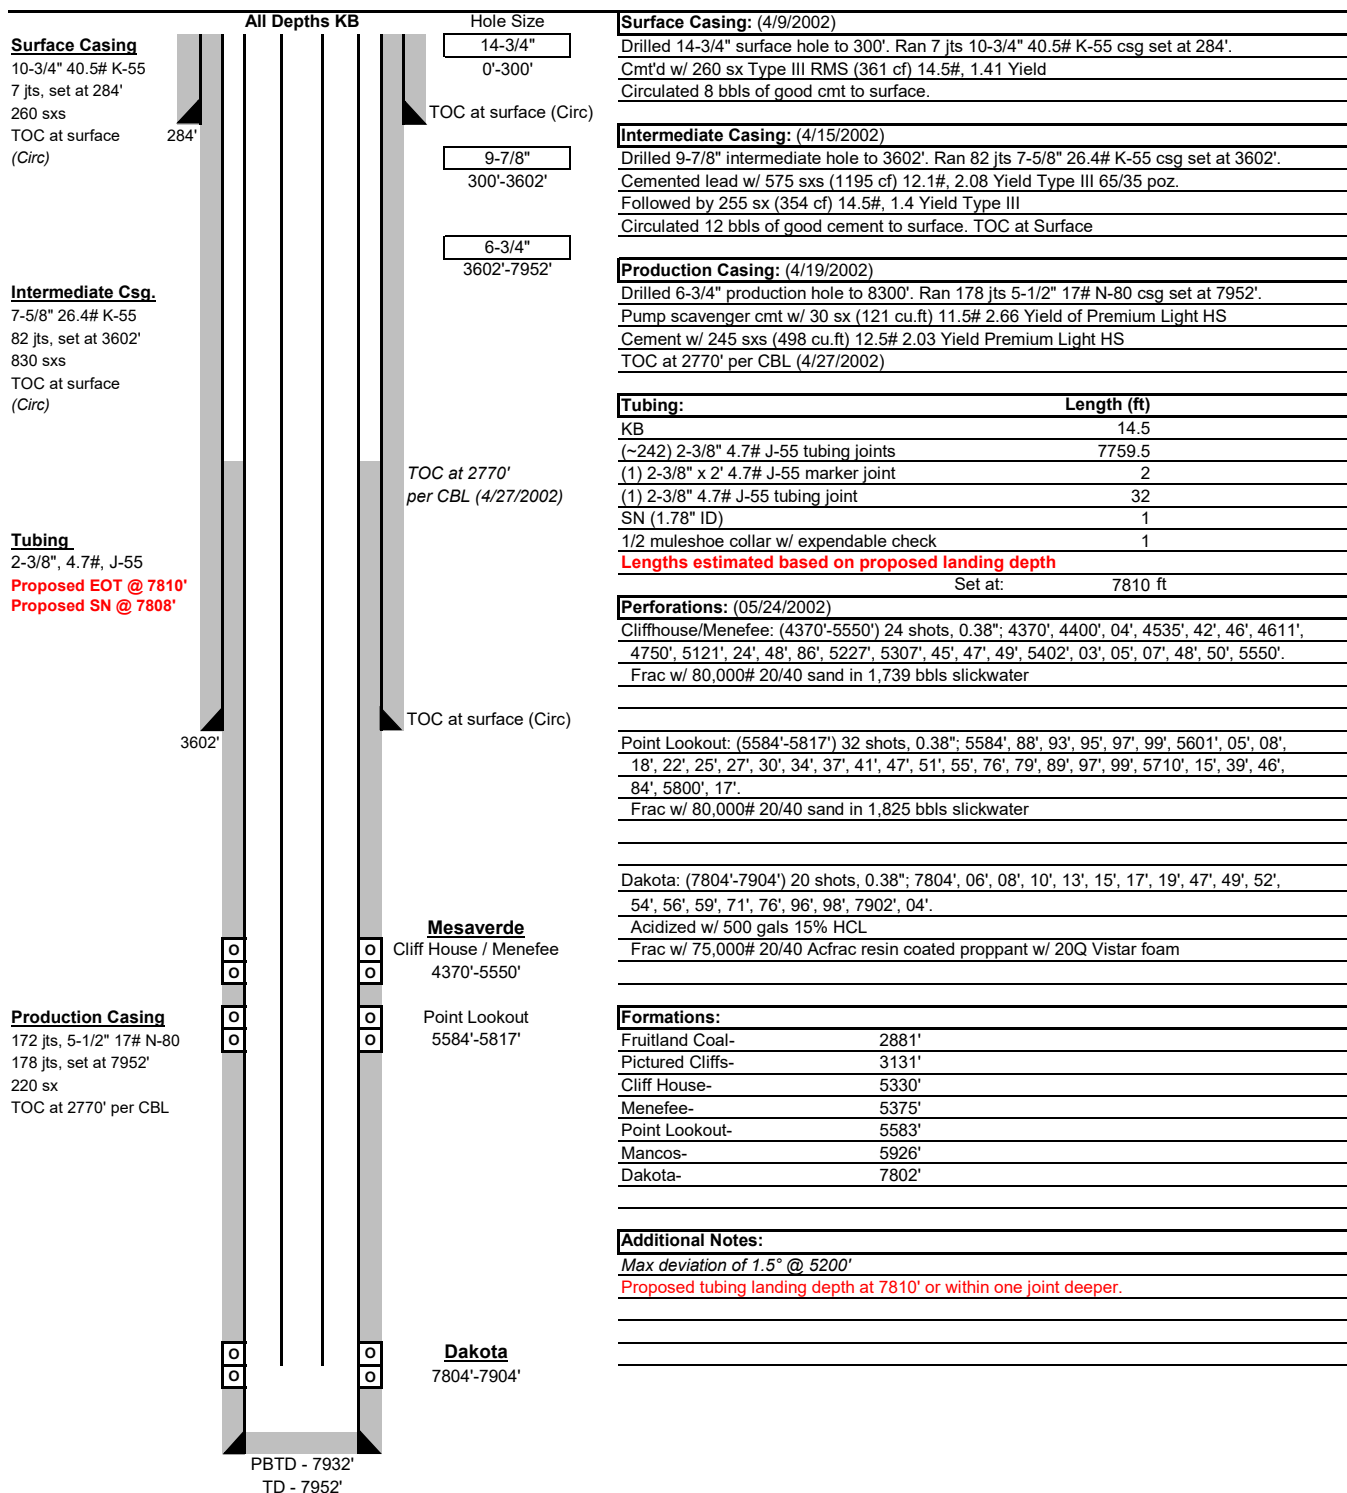 All Depths KB
Hole Size
Surface Casing
10-3/4" 40.5# K-55
7 jts, set at 284'
260 sxs
TOC at surface
(Circ)
284'
14-3/4"
0'-300'
TOC at surface (Circ)
9-7/8"
300'-3602'
6-3/4"
3602'-7952'
Intermediate Csg.
7-5/8" 26.4# K-55
82 jts, set at 3602'
830 sxs
TOC at surface
(Circ)
TOC at 2770'
per CBL (4/27/2002)
Tubing
2-3/8", 4.7#, J-55
Proposed EOT @ 7810'
Proposed SN @ 7808'
TOC at surface (Circ)
3602'
Mesaverde
O O Cliff House / Menefee
O O 4370'-5550'
Production Casing
172 jts, 5-1/2" 17# N-80
178 jts, set at 7952'
220 sx
TOC at 2770' per CBL
O O Point Lookout
O O 5584'-5817'
O O Dakota
O O 7804'-7904'
PBTD - 7932'
TD - 7952'
Surface Casing: (4/9/2002)
Drilled 14-3/4" surface hole to 300'. Ran 7 jts 10-3/4" 40.5# K-55 csg set at 284'.
Cmt'd w/ 260 sx Type III RMS (361 cf) 14.5#, 1.41 Yield
Circulated 8 bbls of good cmt to surface.
Intermediate Casing: (4/15/2002)
Drilled 9-7/8" intermediate hole to 3602'. Ran 82 jts 7-5/8" 26.4# K-55 csg set at 3602'.
Cemented lead w/ 575 sxs (1195 cf) 12.1#, 2.08 Yield Type III 65/35 poz.
Followed by 255 sx (354 cf) 14.5#, 1.4 Yield Type III
Circulated 12 bbls of good cement to surface. TOC at Surface
Production Casing: (4/19/2002)
Drilled 6-3/4" production hole to 8300'. Ran 178 jts 5-1/2" 17# N-80 csg set at 7952'.
Pump scavenger cmt w/ 30 sx (121 cu.ft) 11.5# 2.66 Yield of Premium Light HS
Cement w/ 245 sxs (498 cu.ft) 12.5# 2.03 Yield Premium Light HS
TOC at 2770' per CBL (4/27/2002)
Tubing: Length (ft)
KB 14.5
(~242) 2-3/8" 4.7# J-55 tubing joints 7759.5
(1) 2-3/8" x 2' 4.7# J-55 marker joint 2
(1) 2-3/8" 4.7# J-55 tubing joint 32
SN (1.78" ID) 1
1/2 muleshoe collar w/ expendable check 1
Lengths estimated based on proposed landing depth
Set at: 7810 ft
Perforations: (05/24/2002)
Cliffhouse/Menefee: (4370'-5550') 24 shots, 0.38"; 4370', 4400', 04', 4535', 42', 46', 4611',
4750', 5121', 24', 48', 86', 5227', 5307', 45', 47', 49', 5402', 03', 05', 07', 48', 50', 5550'.
Frac w/ 80,000# 20/40 sand in 1,739 bbls slickwater
Point Lookout: (5584'-5817') 32 shots, 0.38"; 5584', 88', 93', 95', 97', 99', 5601', 05', 08',
18', 22', 25', 27', 30', 34', 37', 41', 47', 51', 55', 76', 79', 89', 97', 99', 5710', 15', 39', 46',
84', 5800', 17'.
Frac w/ 80,000# 20/40 sand in 1,825 bbls slickwater
Dakota: (7804'-7904') 20 shots, 0.38"; 7804', 06', 08', 10', 13', 15', 17', 19', 47', 49', 52',
54', 56', 59', 71', 76', 96', 98', 7902', 04'.
Acidized w/ 500 gals 15% HCL
Frac w/ 75,000# 20/40 Acfrac resin coated proppant w/ 20Q Vistar foam
Formations:
Fruitland Coal- 2881'
Pictured Cliffs- 3131'
Cliff House- 5330'
Menefee- 5375'
Point Lookout- 5583'
Mancos- 5926'
Dakota- 7802'
Additional Notes:
Max deviation of 1.5° @ 5200'
Proposed tubing landing depth at 7810' or within one joint deeper.